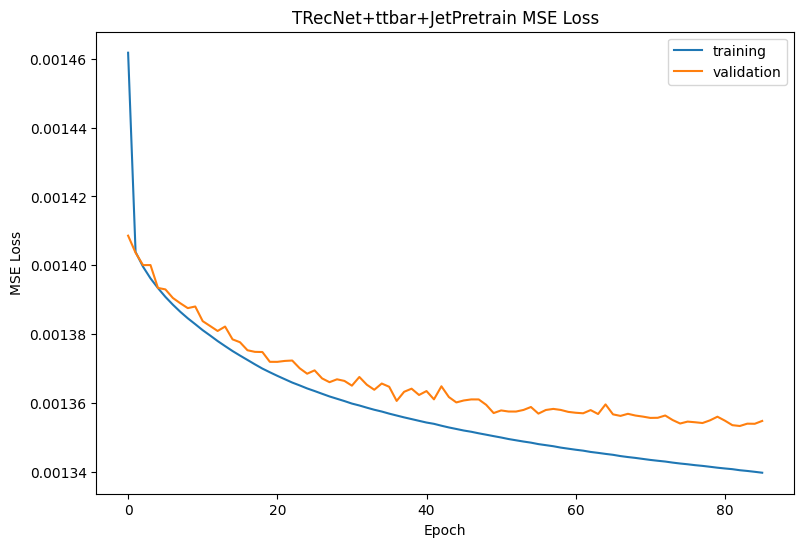 TRecNet+ttbar+JetPretrain MSE Loss
training
validation
MSE Loss
0.00146
0.00144
0.00142
0.00140
0.00138
0.00136
0.00134
0
20
40
60
80
Epoch